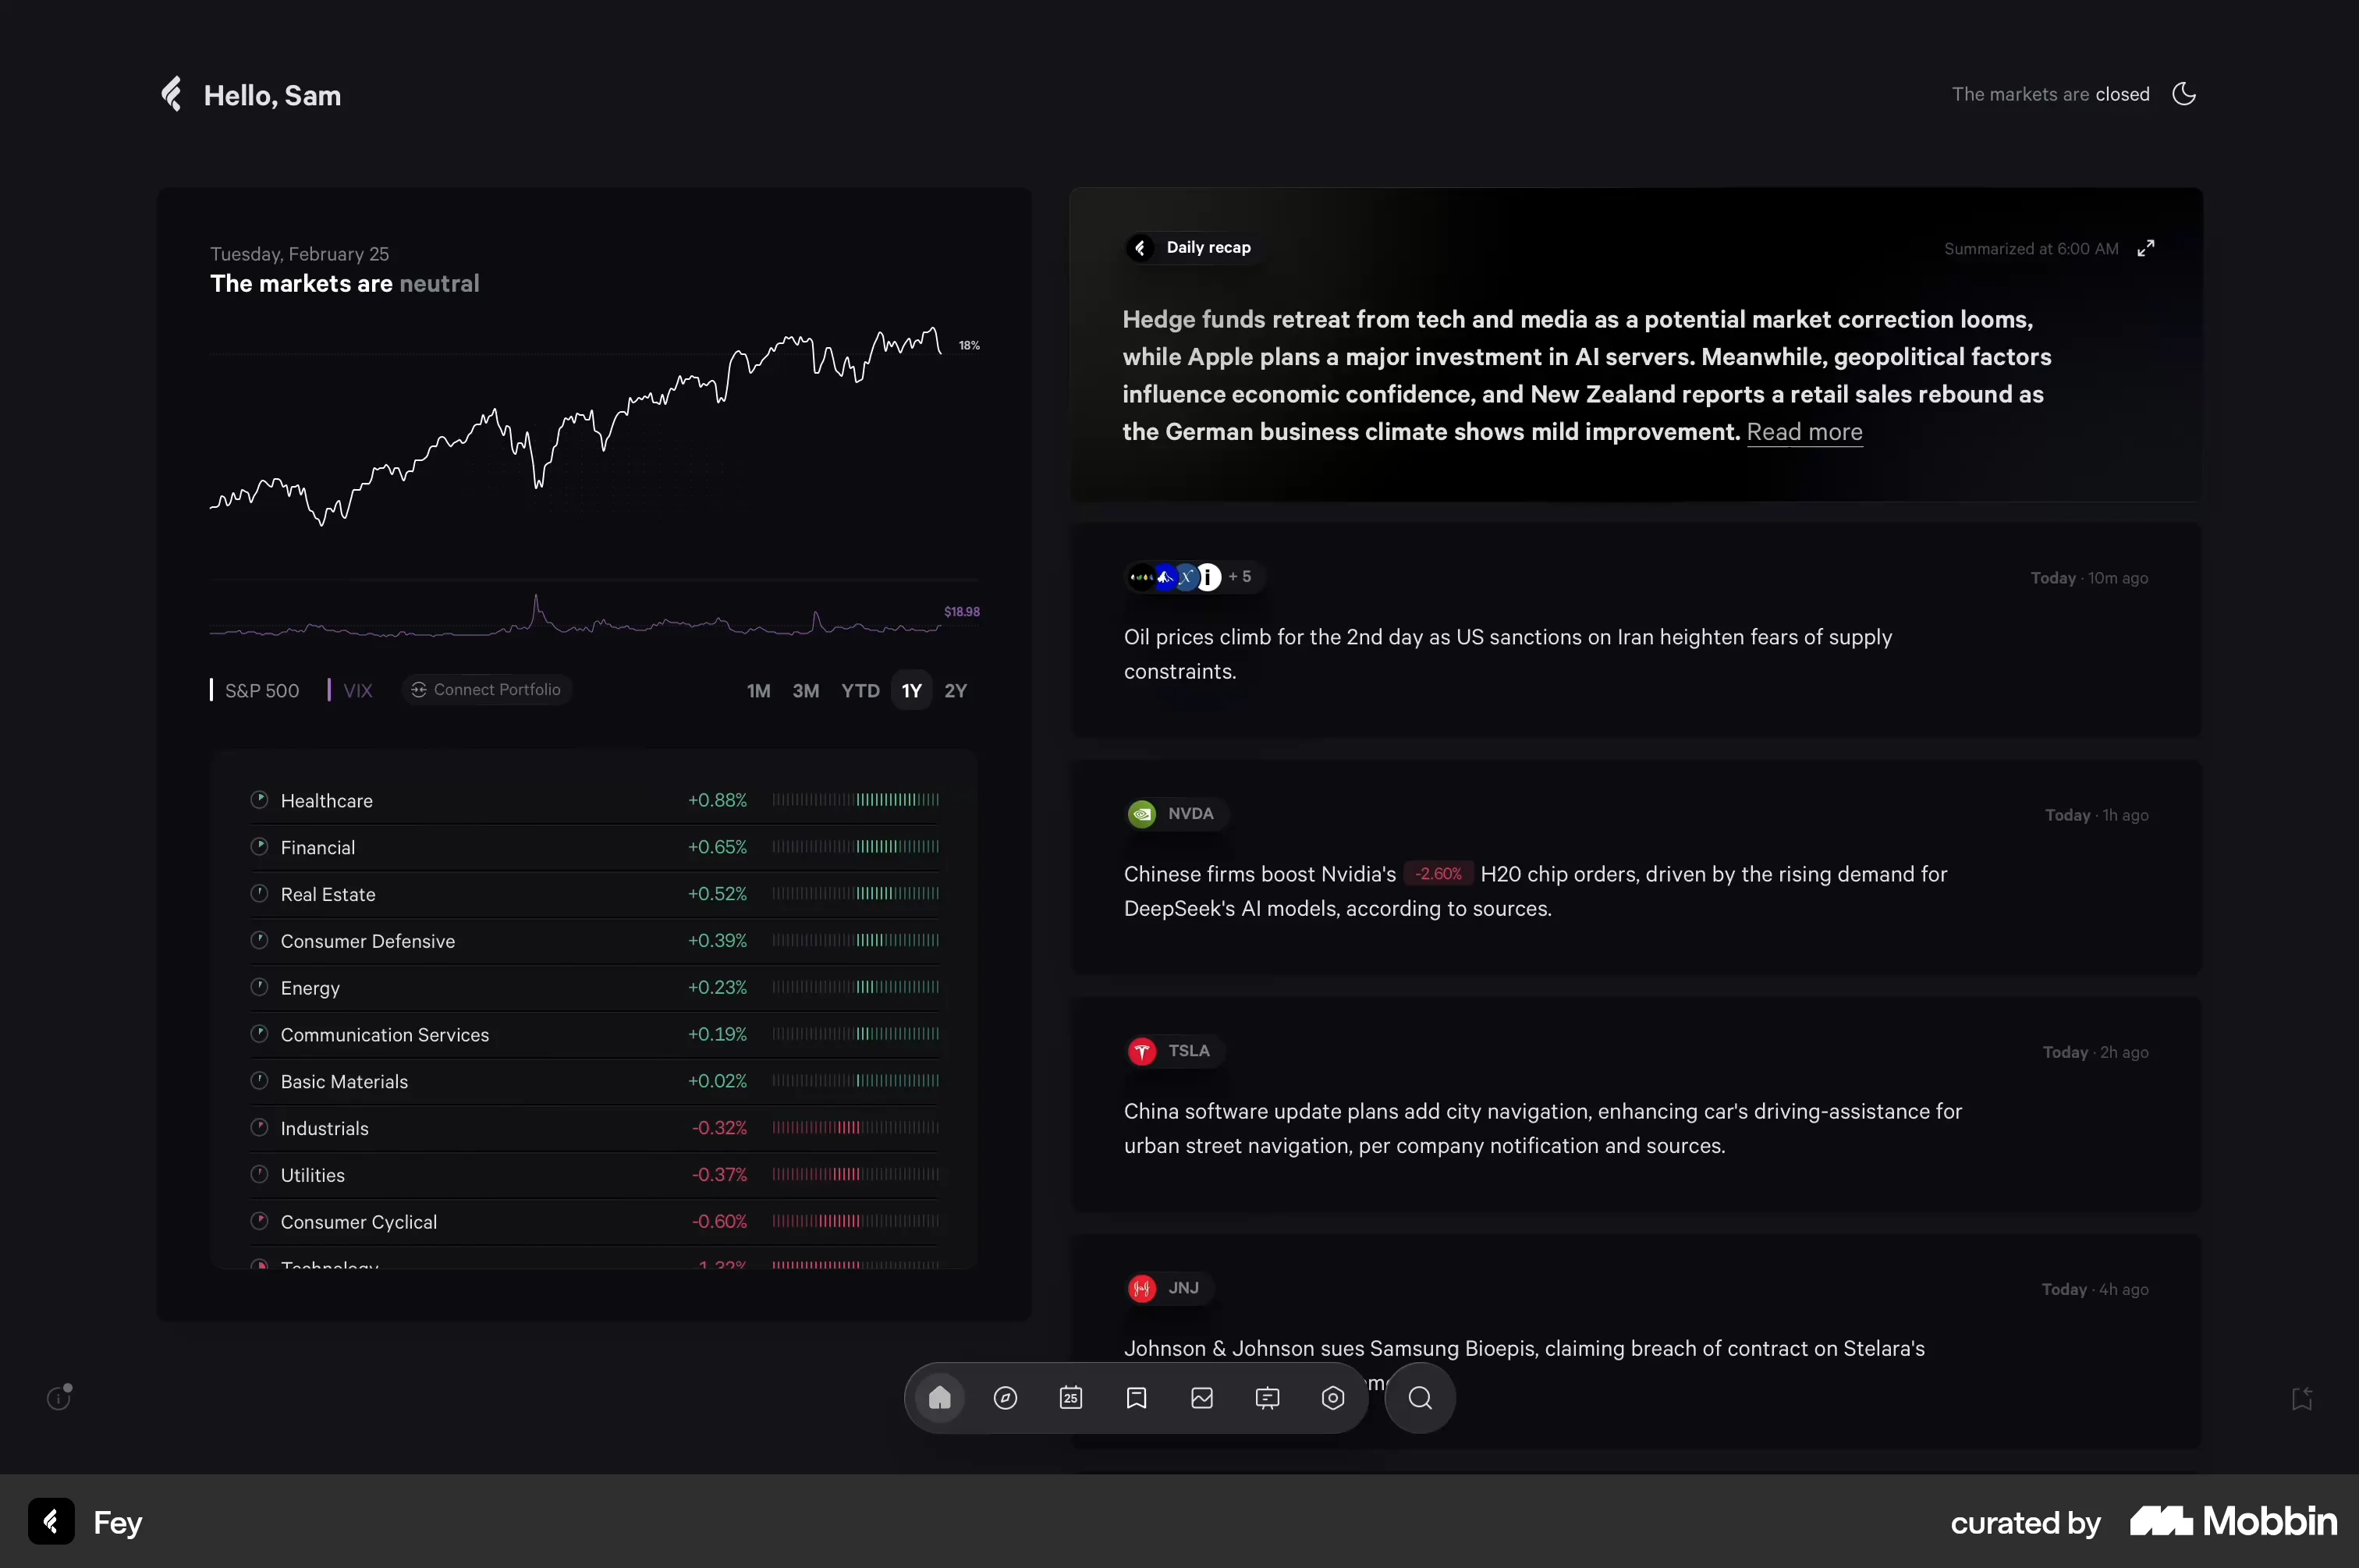 Hello, Sam
The markets are closed
Tuesday, February 25
The markets are neutral
18%
$18.98
S&P 500
VIX
Connect Portfolio
1M 3M YTD 1Y 2Y
Healthcare +0.88%
Financial +0.65%
Real Estate +0.52%
Consumer Defensive +0.39%
Energy +0.23%
Communication Services +0.19%
Basic Materials +0.02%
Industrials -0.32%
Utilities -0.37%
Consumer Cyclical -0.60%
Technology -1.32%
Daily recap
Summarized at 6:00 AM
Hedge funds retreat from tech and media as a potential market correction looms,
while Apple plans a major investment in AI servers. Meanwhile, geopolitical factors
influence economic confidence, and New Zealand reports a retail sales rebound as
the German business climate shows mild improvement. Read more
+ 5
Today · 10m ago
Oil prices climb for the 2nd day as US sanctions on Iran heighten fears of supply
constraints.
NVDA
Today · 1h ago
Chinese firms boost Nvidia's -2.60% H20 chip orders, driven by the rising demand for
DeepSeek's AI models, according to sources.
TSLA
Today · 2h ago
China software update plans add city navigation, enhancing car's driving-assistance for
urban street navigation, per company notification and sources.
JNJ
Today · 4h ago
Johnson & Johnson sues Samsung Bioepis, claiming breach of contract on Stelara's
25
Fey
curated by Mobbin